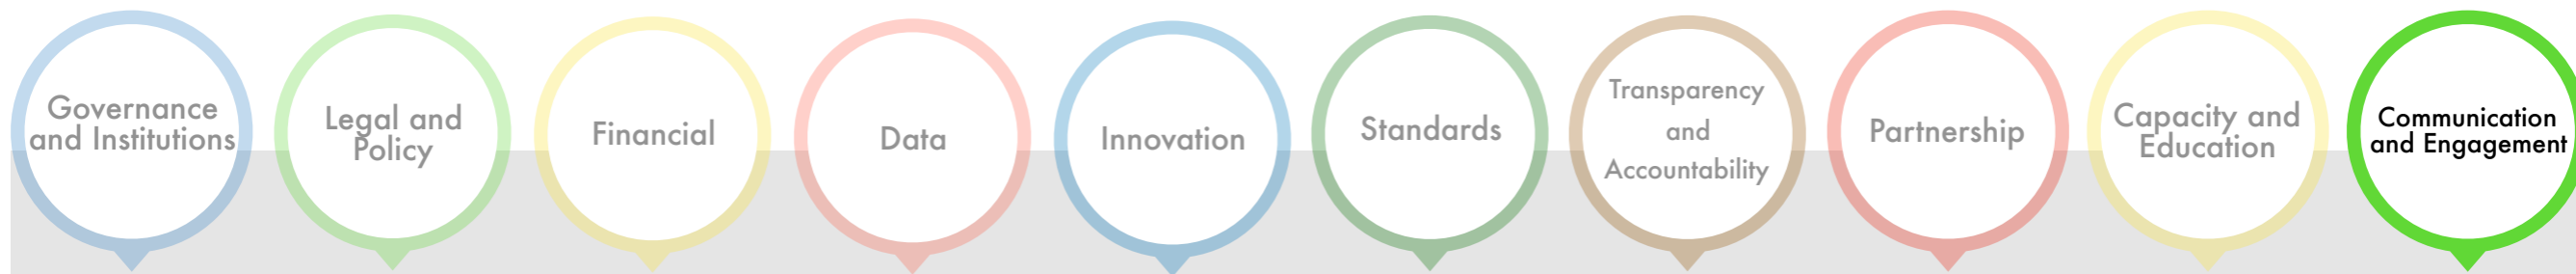 Governance
and Institutions
Legal and
Policy
Financial
Data
Innovation
Standards
Transparency
and
Accountability
Partnership
Capacity and
Education
Communication
and Engagement